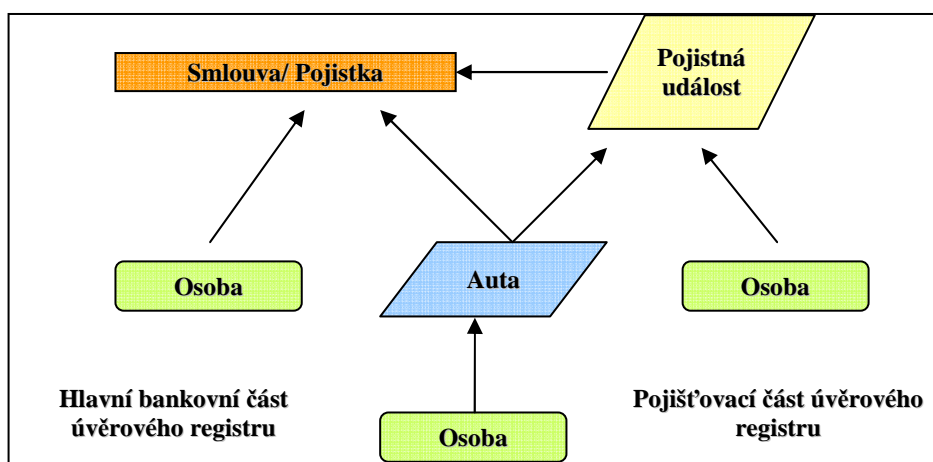 Smlouva/ Pojistka
Pojistná
událost
Osoba
Auta
Osoba
Hlavní bankovní část
úvěrového registru
Osoba
Pojišťovací část úvěrového
registru